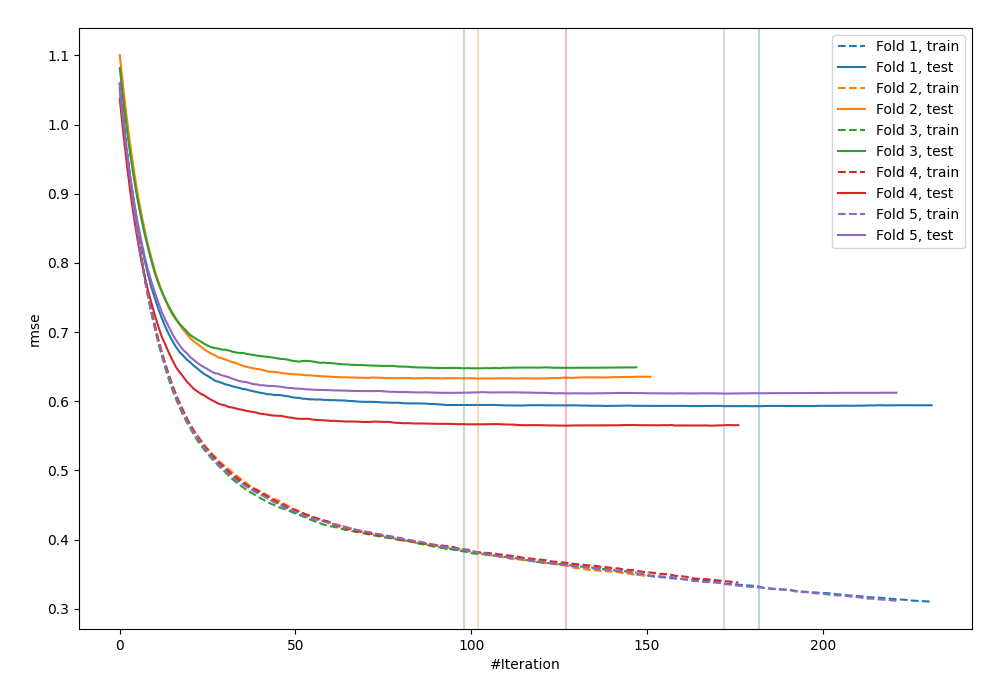 1.1
1.0
0.9
0.8
0.7
0.6
0.5
0.4
0.3
rmse
0
50
100
150
200
#Iteration
Fold 1, train
Fold 1, test
Fold 2, train
Fold 2, test
Fold 3, train
Fold 3, test
Fold 4, train
Fold 4, test
Fold 5, train
Fold 5, test